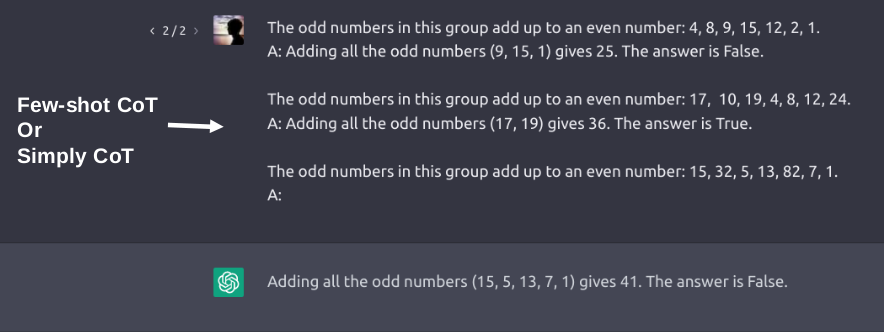 ‹ 2 / 2 ›
The odd numbers in this group add up to an even number: 4, 8, 9, 15, 12, 2, 1.
A: Adding all the odd numbers (9, 15, 1) gives 25. The answer is False.
The odd numbers in this group add up to an even number: 17,  10, 19, 4, 8, 12, 24.
A: Adding all the odd numbers (17, 19) gives 36. The answer is True.
The odd numbers in this group add up to an even number: 15, 32, 5, 13, 82, 7, 1.
A:
Few-shot CoT
Or
Simply CoT
Adding all the odd numbers (15, 5, 13, 7, 1) gives 41. The answer is False.